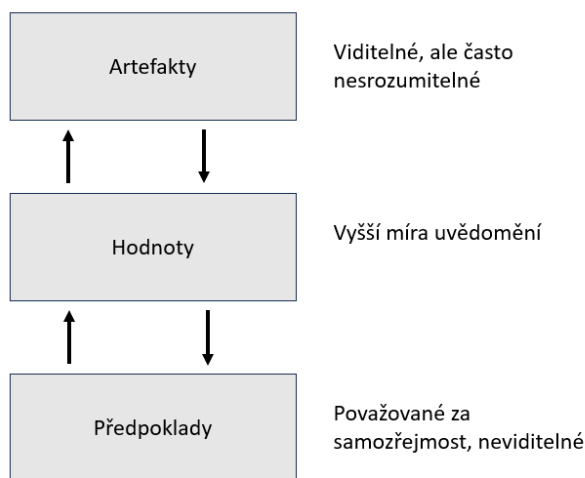 Artefakty
Viditelné, ale často
nesrozumitelné
Hodnoty
Vyšší míra uvědomění
Předpoklady
Považované za
samozřejmost, neviditelné